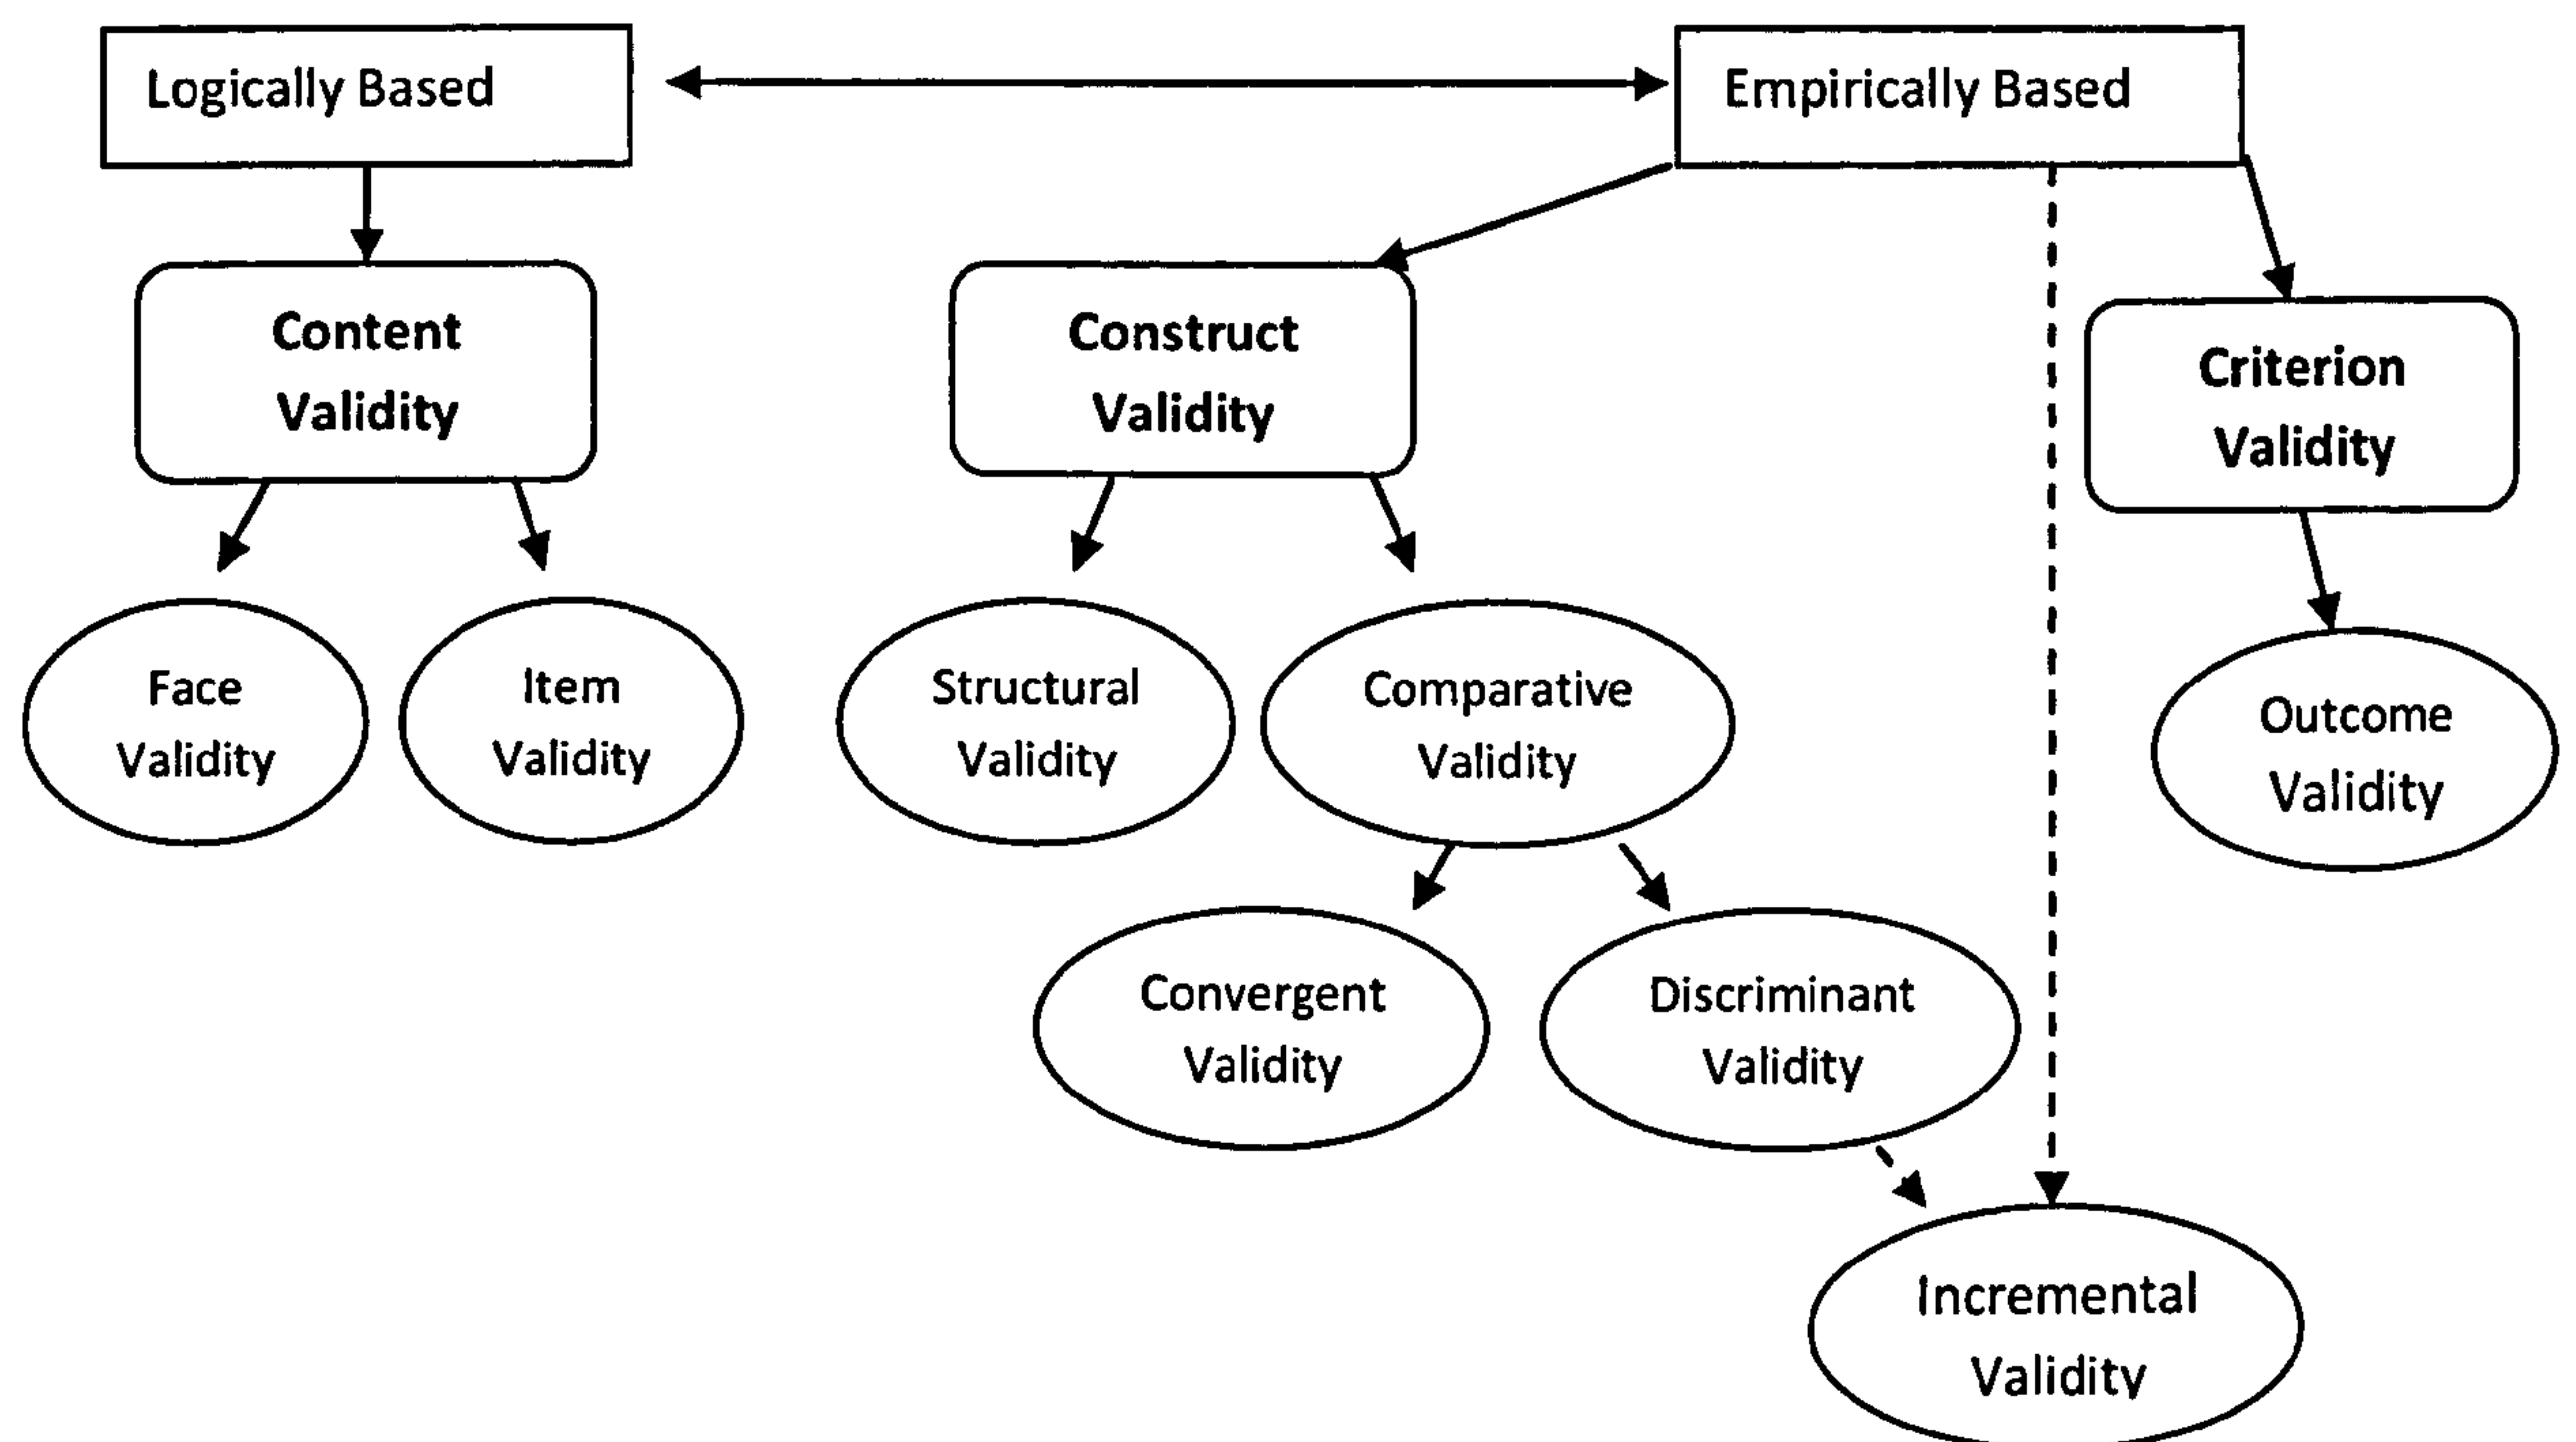 Logically Based
Empirically Based
Content
Validity
Construct
Validity
Criterion
Validity
Face
Validity
Item
Validity
Structural
Validity
Comparative
Validity
Outcome
Validity
Convergent
Validity
Discriminant
Validity
Incremental
Validity